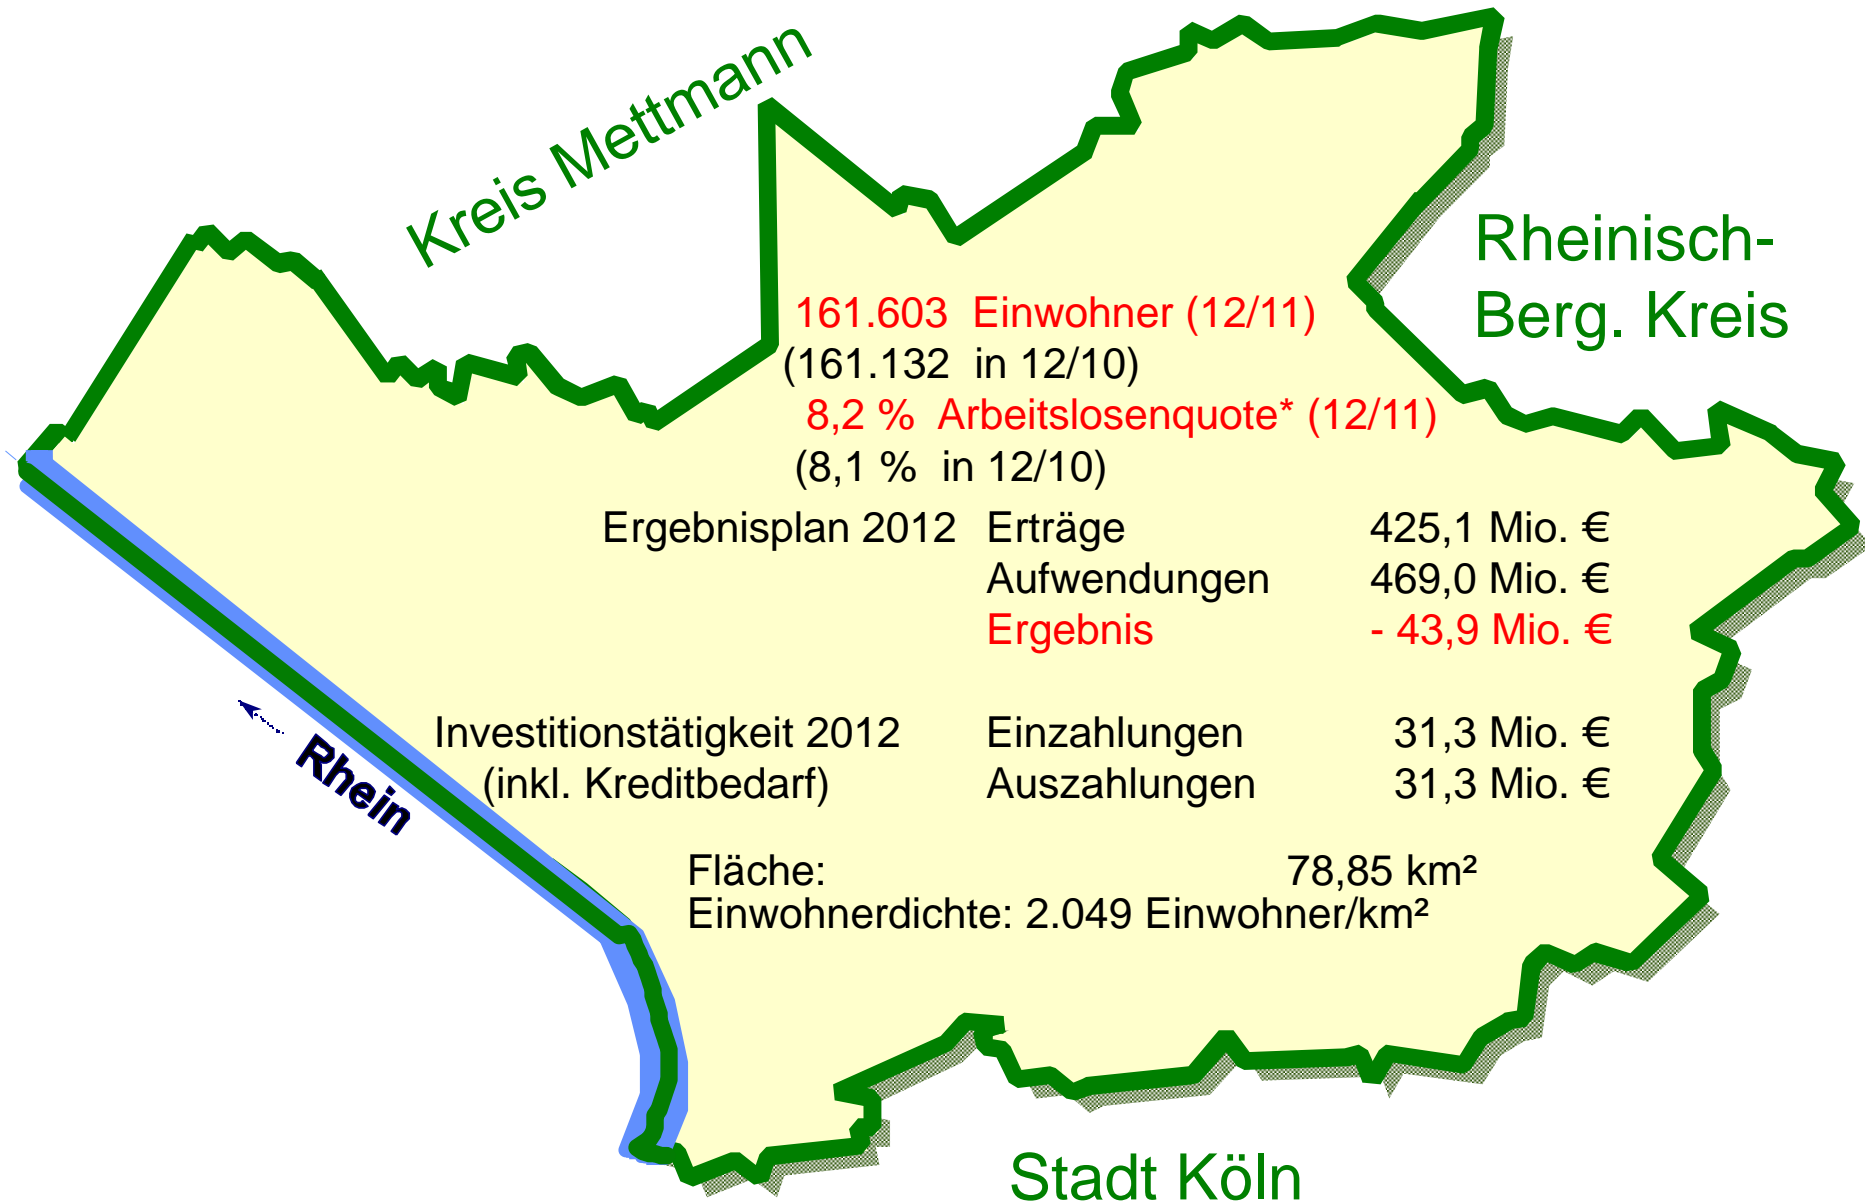 Kreis Mettmann
Rheinisch-
Berg. Kreis
161.603 Einwohner (12/11)
(161.132 in 12/10)
8,2 % Arbeitslosenquote* (12/11)
(8,1 % in 12/10)
Ergebnisplan 2012 Erträge 425,1 Mio. €
Aufwendungen 469,0 Mio. €
Ergebnis - 43,9 Mio. €
Investitionstätigkeit 2012 Einzahlungen 31,3 Mio. €
(inkl. Kreditbedarf) Auszahlungen 31,3 Mio. €
Rhein
Fläche: 78,85 km²
Einwohnerdichte: 2.049 Einwohner/km²
Stadt Köln